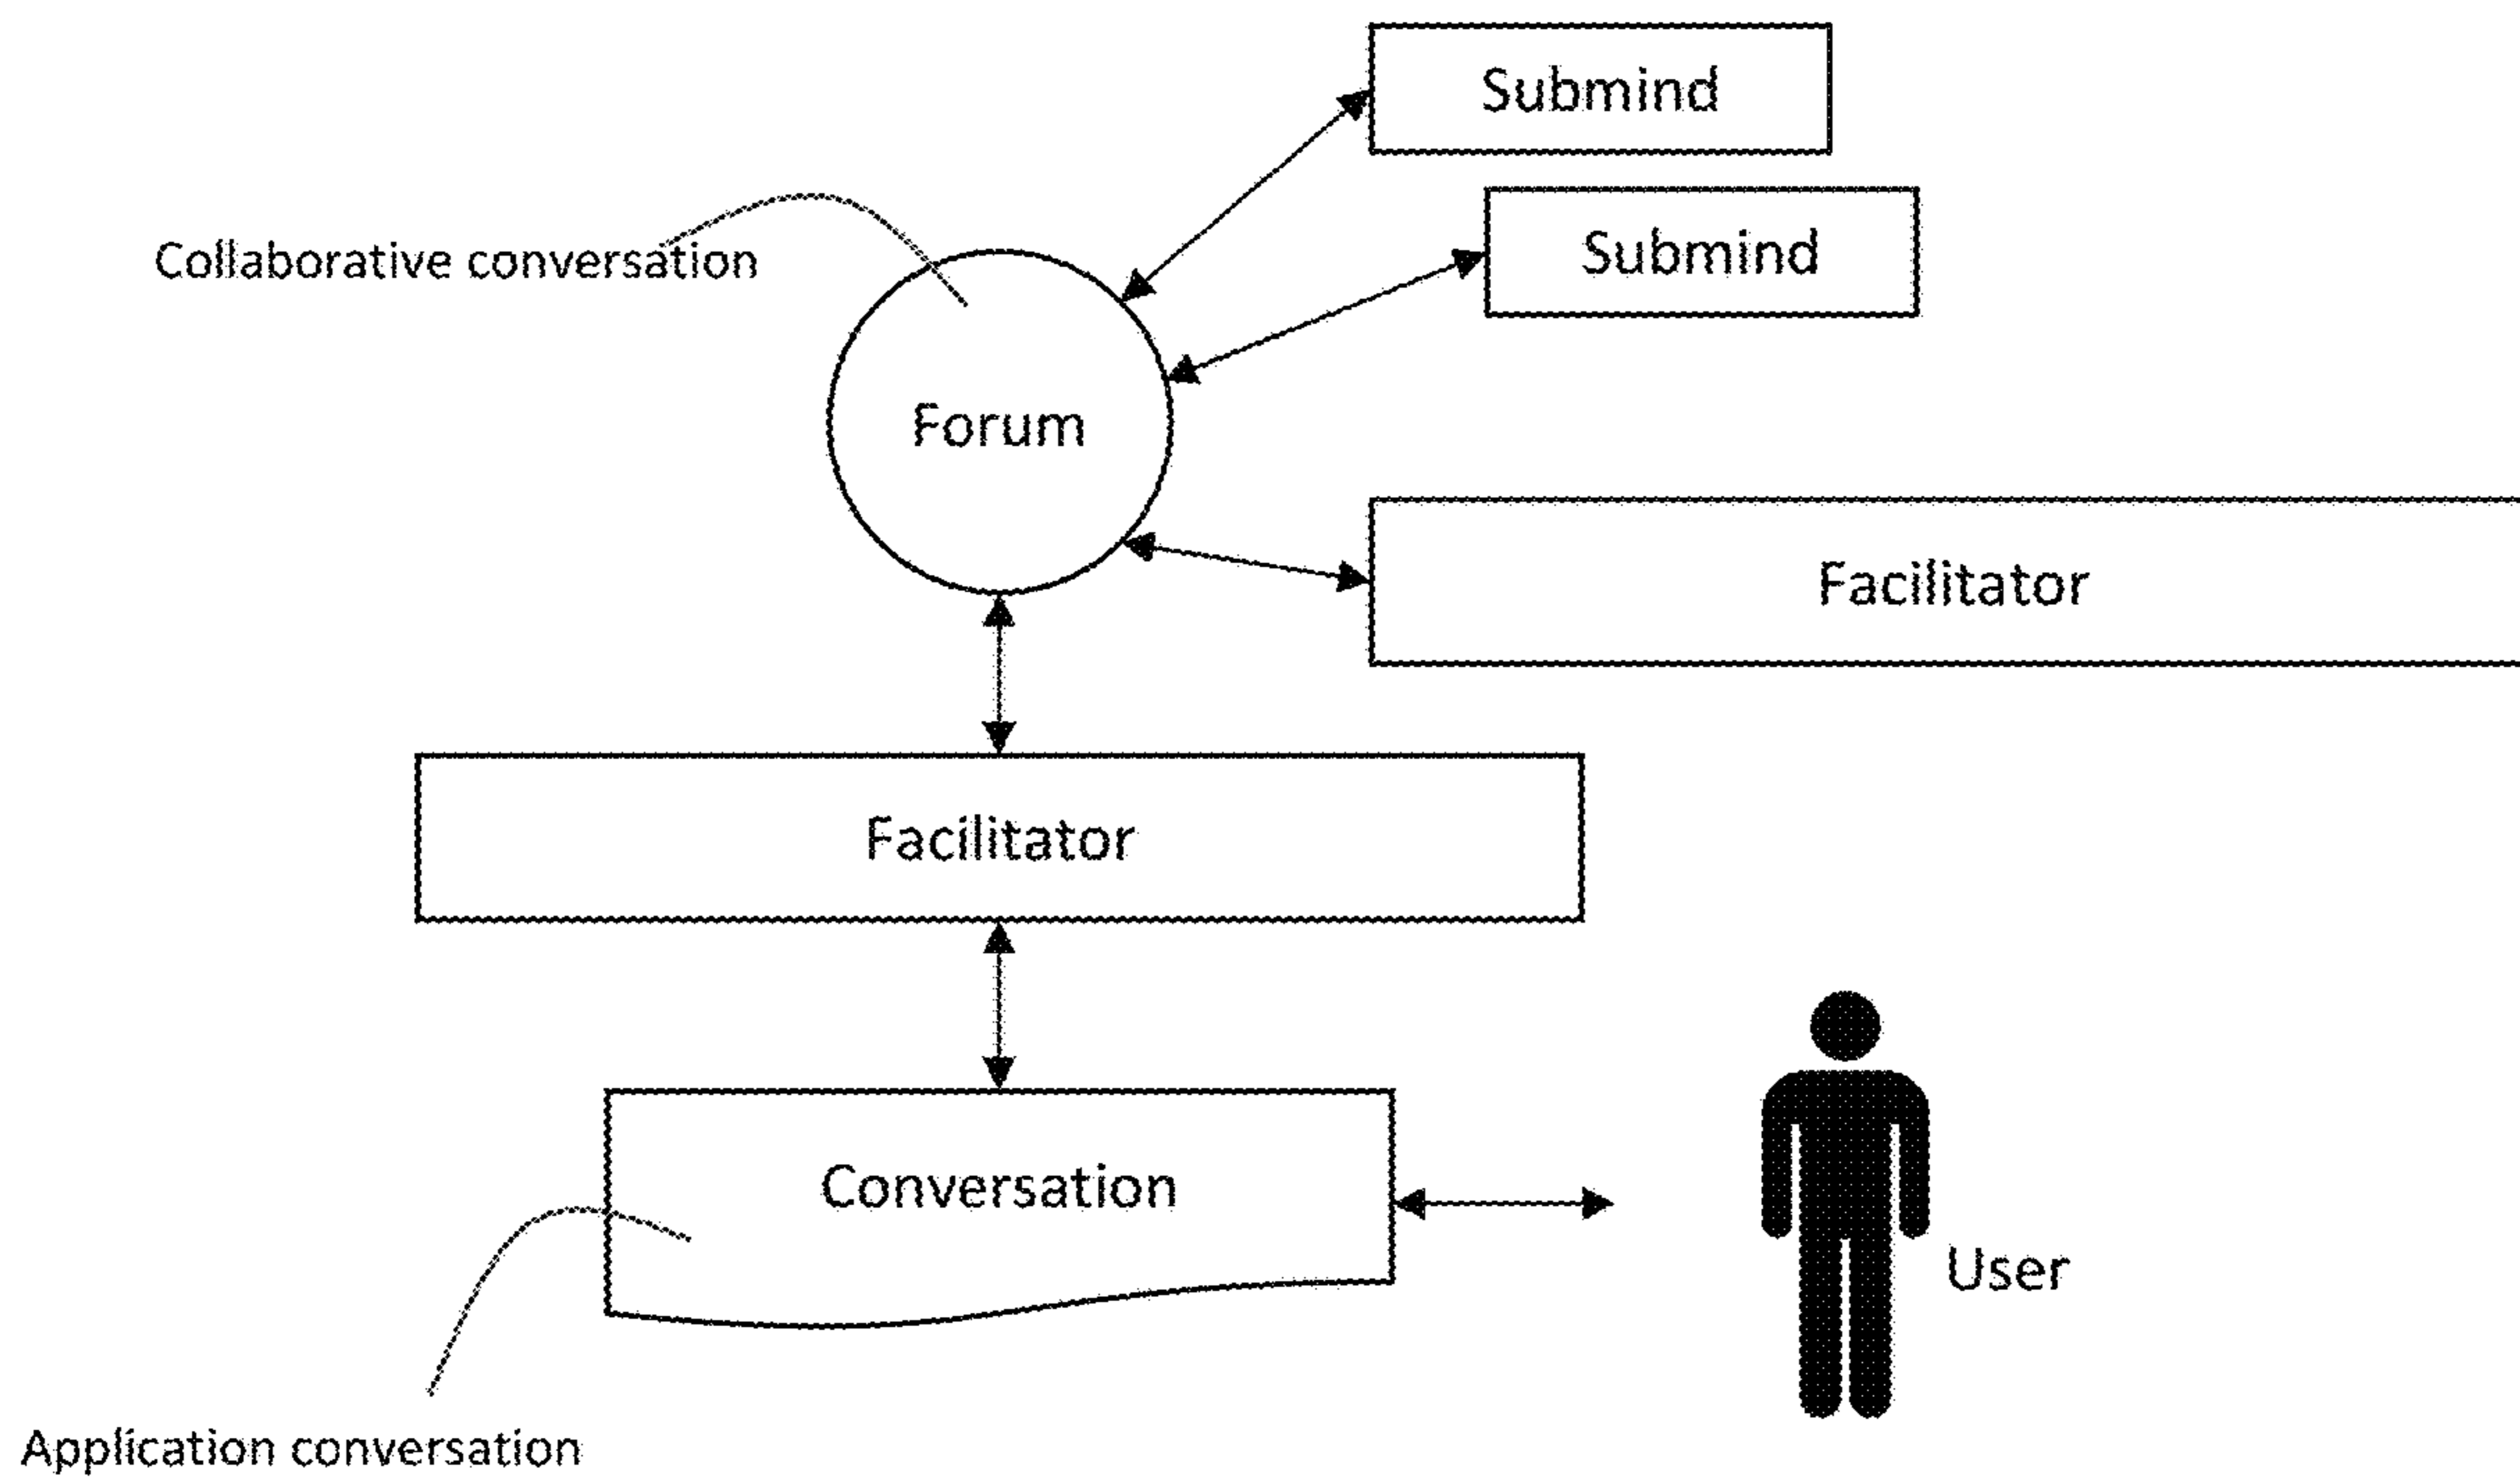 Submind
Submind
Collaborative conversation
Forum
Facilitator
Facilitator
Conversation
User
Application conversation